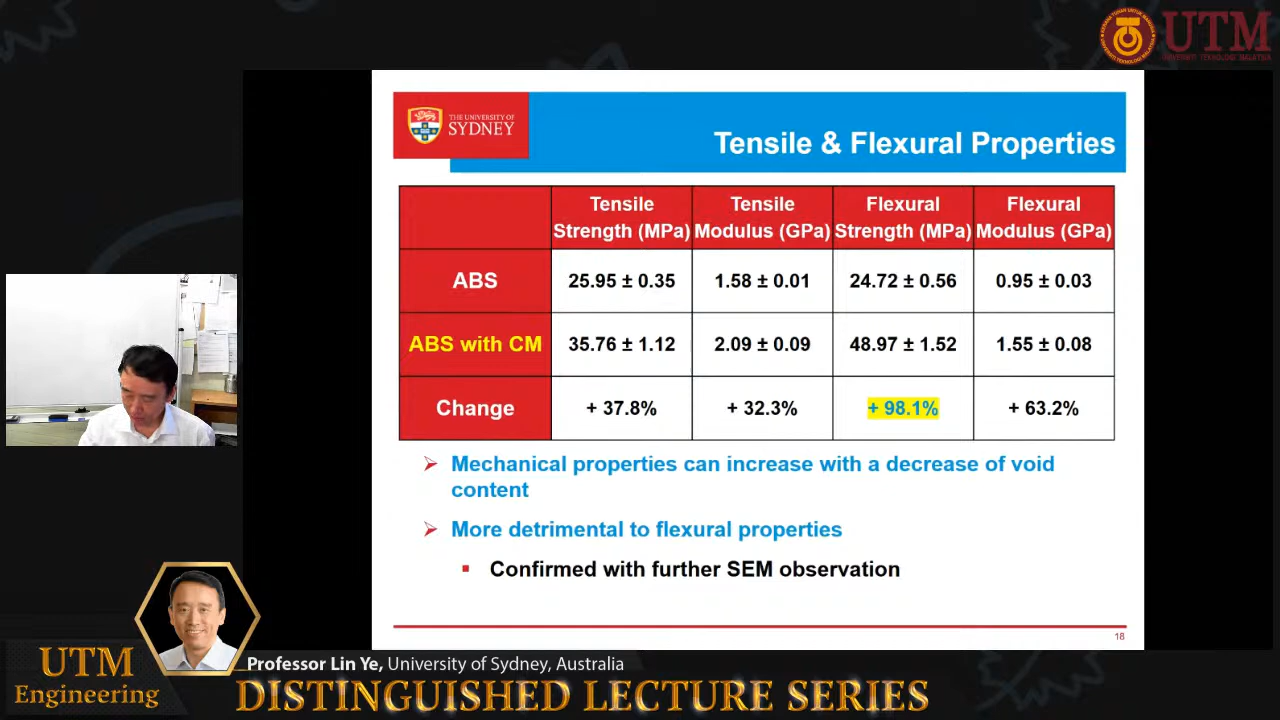 UTM
UNIVERSITI TEKNOLOGI MALAYSIA
THE UNIVERSITY OF
SYDNEY
Tensile & Flexural Properties
Tensile Strength (MPa)
Tensile Modulus (GPa)
Flexural Strength (MPa)
Flexural Modulus (GPa)
ABS 25.95 ± 0.35 1.58 ± 0.01 24.72 ± 0.56 0.95 ± 0.03
ABS with CM 35.76 ± 1.12 2.09 ± 0.09 48.97 ± 1.52 1.55 ± 0.08
Change + 37.8% + 32.3% + 98.1% + 63.2%
Mechanical properties can increase with a decrease of void
content
More detrimental to flexural properties
Confirmed with further SEM observation
18
UTM
Engineering
Professor Lin Ye, University of Sydney, Australia
DISTINGUISHED LECTURE SERIES